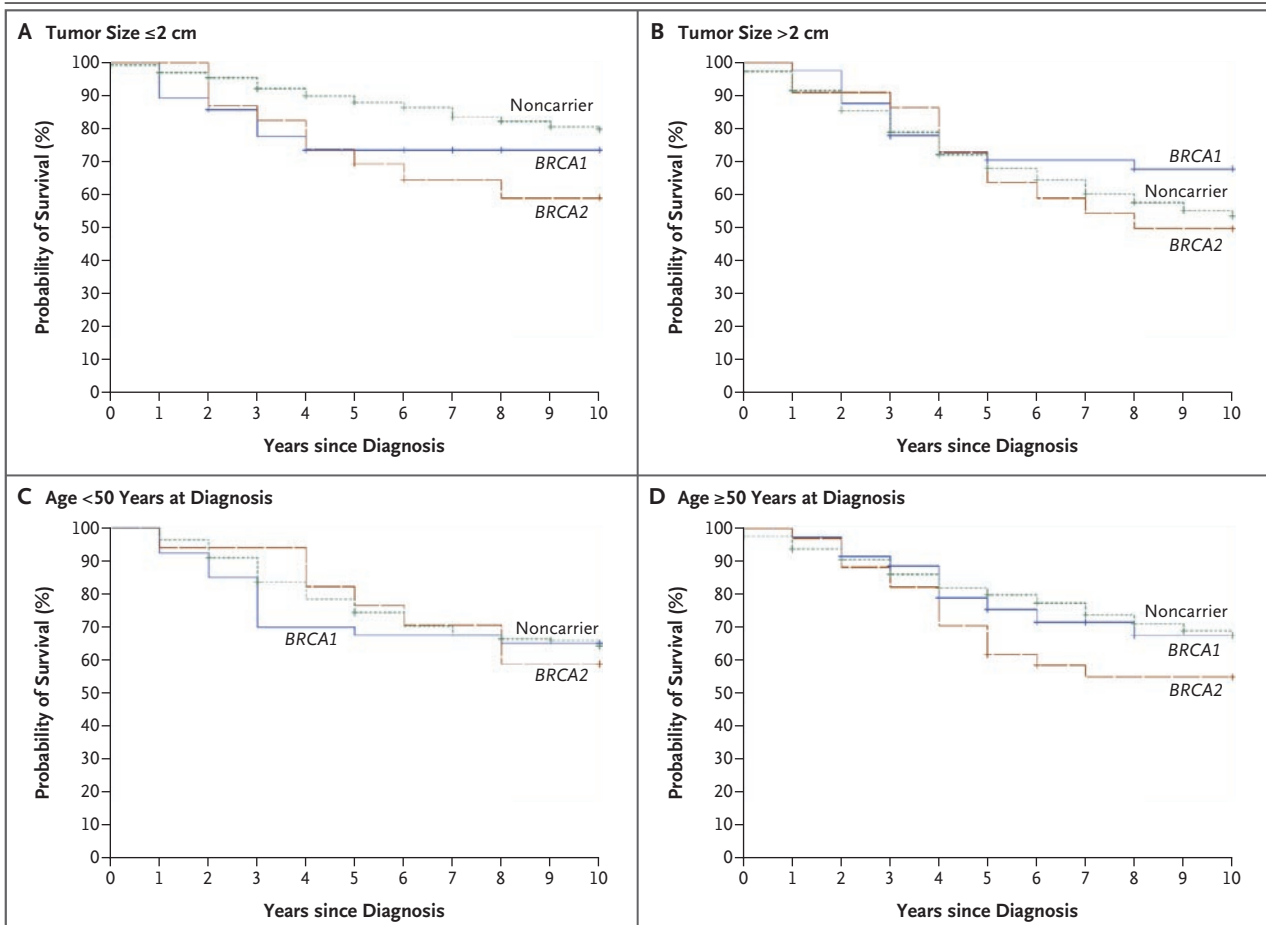 A Tumor Size ≤2 cm
Probability of Survival (%)
100
90
80
70
60
50
40
30
20
10
0
Noncarrier
BRCA1
BRCA2
0 1 2 3 4 5 6 7 8 9 10
Years since Diagnosis
B Tumor Size >2 cm
Probability of Survival (%)
100
90
80
70
60
50
40
30
20
10
0
BRCA1
Noncarrier
BRCA2
0 1 2 3 4 5 6 7 8 9 10
Years since Diagnosis
C Age <50 Years at Diagnosis
Probability of Survival (%)
100
90
80
70
60
50
40
30
20
10
0
BRCA1
Noncarrier
BRCA2
0 1 2 3 4 5 6 7 8 9 10
Years since Diagnosis
D Age ≥50 Years at Diagnosis
Probability of Survival (%)
100
90
80
70
60
50
40
30
20
10
0
Noncarrier
BRCA1
BRCA2
0 1 2 3 4 5 6 7 8 9 10
Years since Diagnosis